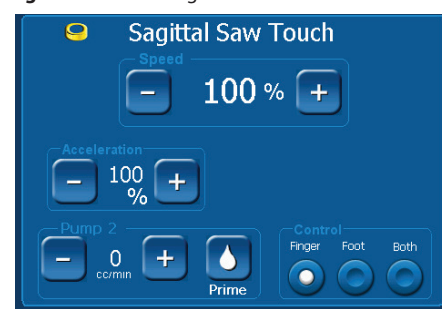 Sagittal Saw Touch
Speed
− 100 % +
Acceleration
− 100 % +
Pump 2
− 0 cc/min +
Prime
Control
Finger Foot Both